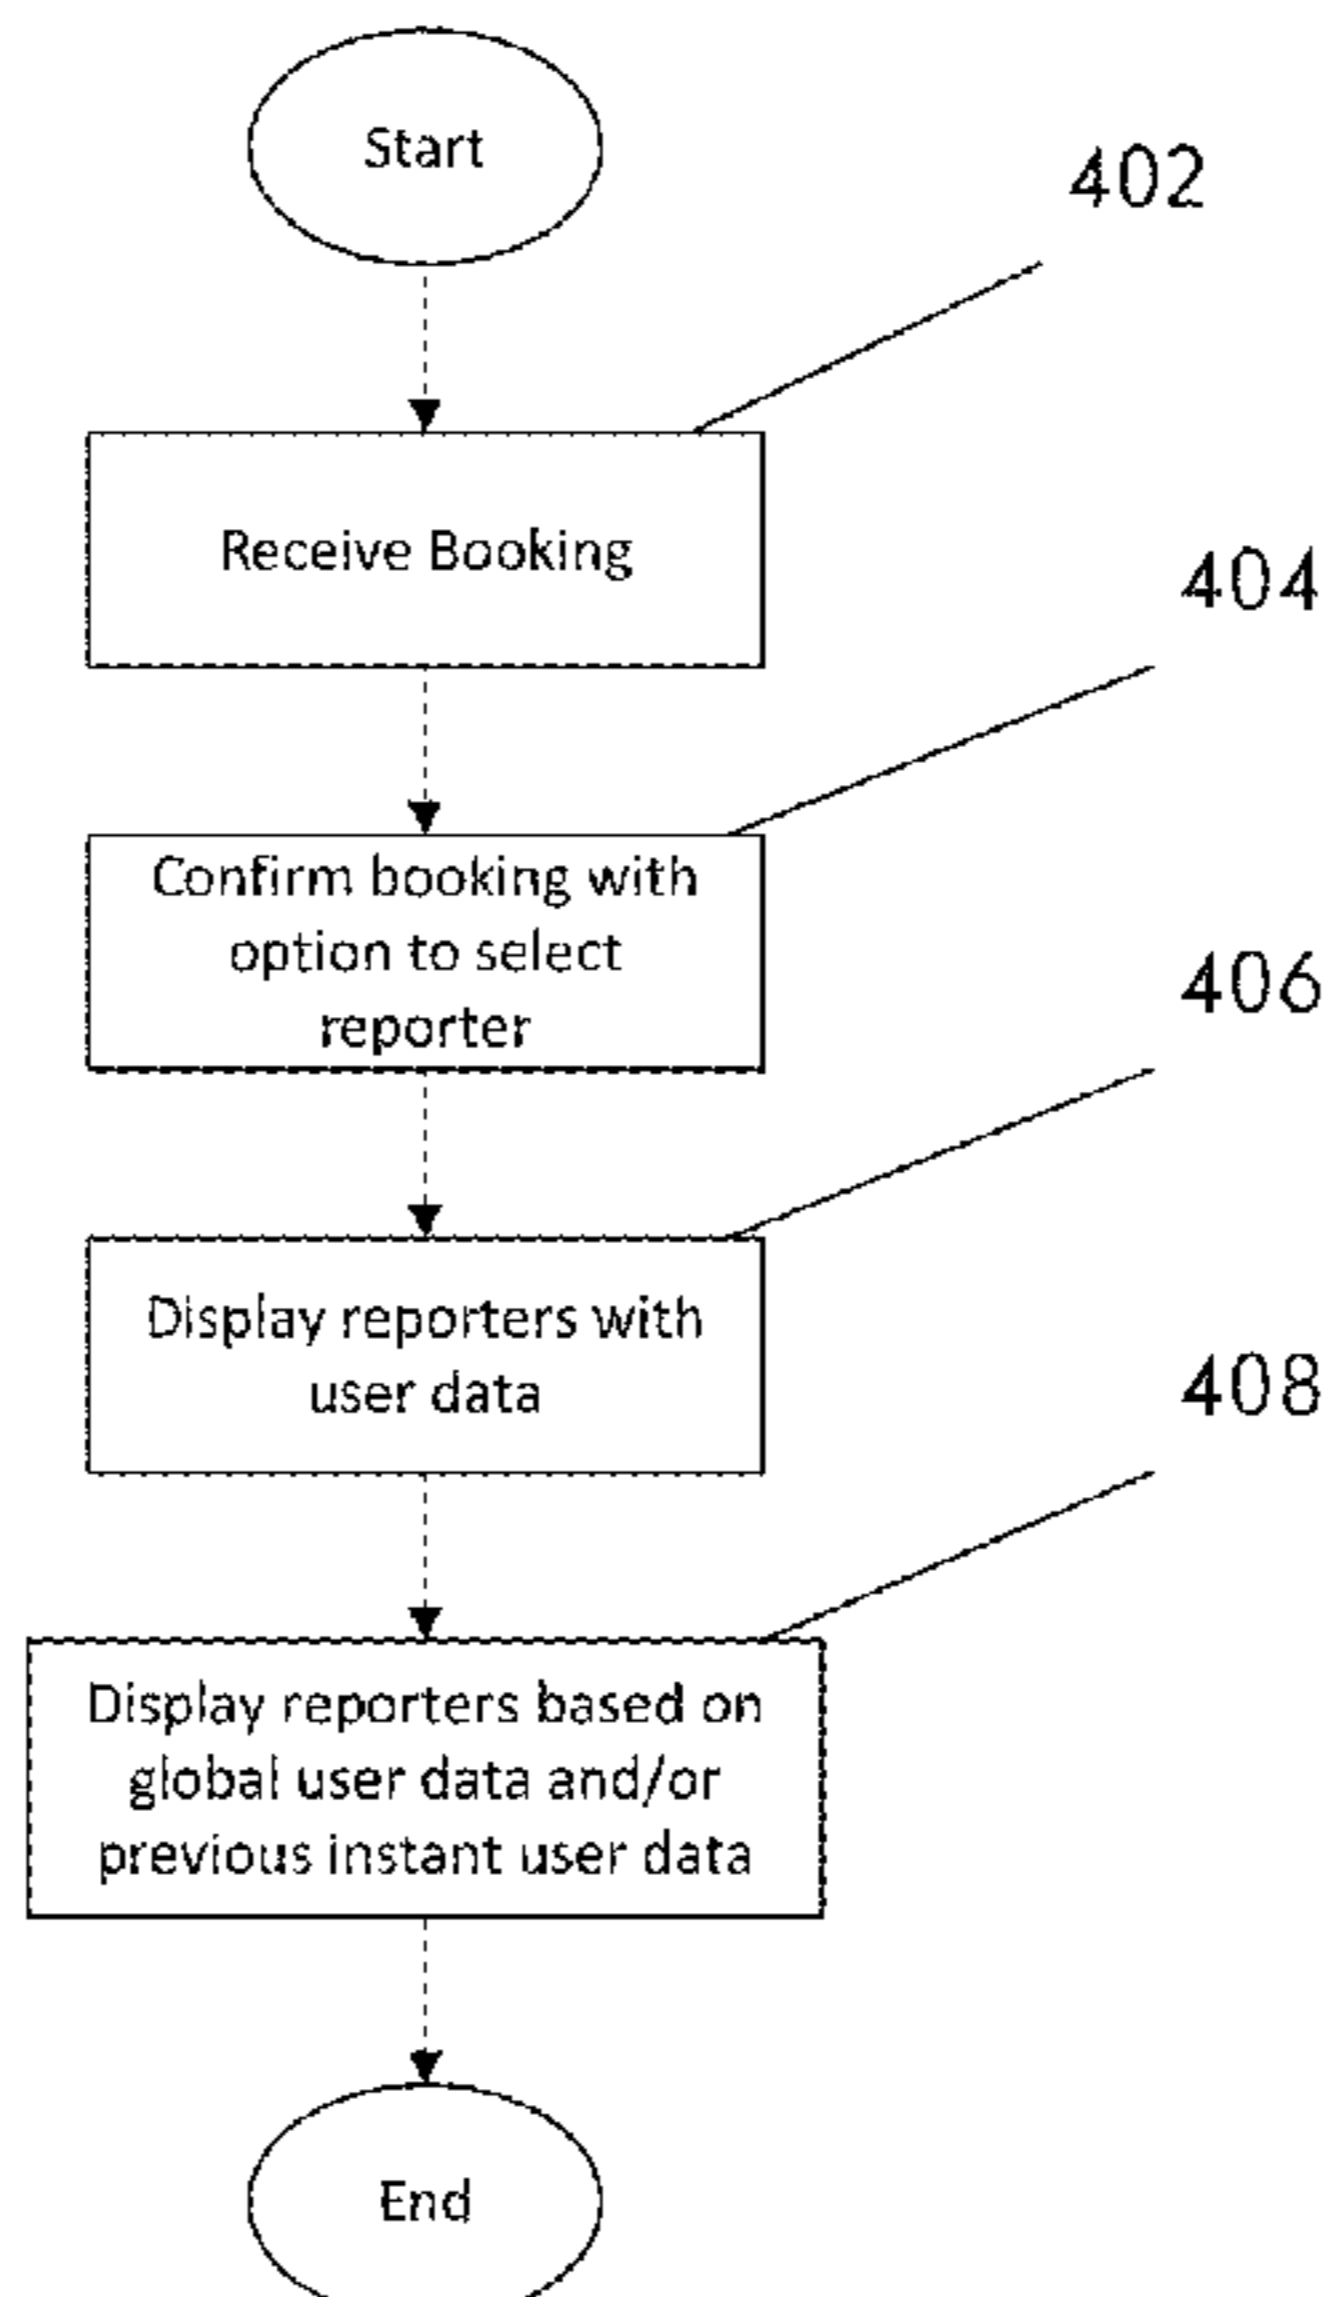 Start
402
Receive Booking
404
Confirm booking with
option to select
reporter
406
Display reporters with
user data
408
Display reporters based on
global user data and/or
previous instant user data
End